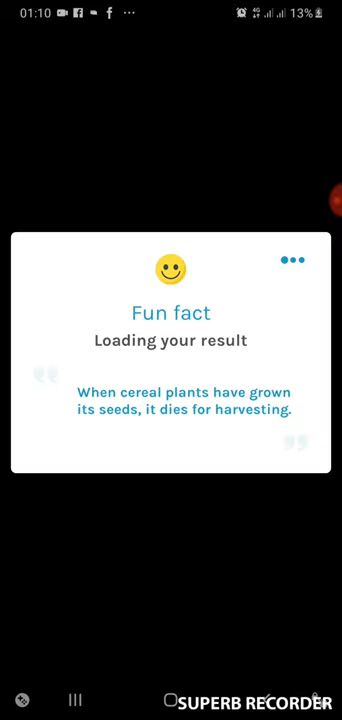 01:10
4G
13%
Fun fact
Loading your result
When cereal plants have grown
its seeds, it dies for harvesting.
SUPERB RECORDER